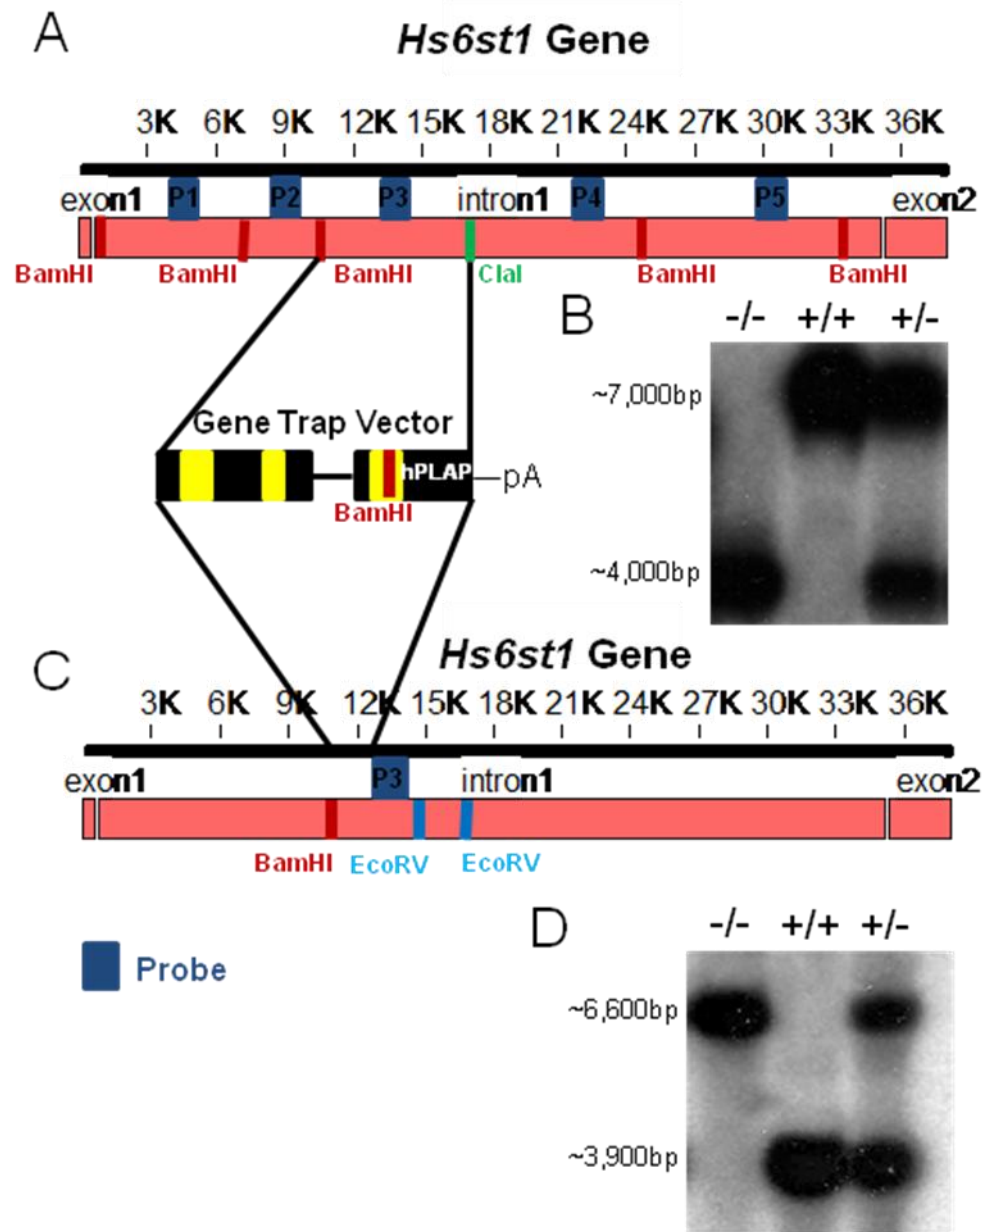 A
Hs6st1 Gene
3K 6K 9K 12K 15K 18K 21K 24K 27K 30K 33K 36K
exon1 P1 P2 P3 intron1 P4 P5 exon2
BamHI BamHI BamHI ClaI BamHI BamHI
B
-/- +/+ +/-
~7,000bp
~4,000bp
Gene Trap Vector
hPLAP
pA
BamHI
C
Hs6st1 Gene
3K 6K 9K 12K 15K 18K 21K 24K 27K 30K 33K 36K
exon1 P3 intron1 exon2
BamHI EcoRV EcoRV
Probe
D
-/- +/+ +/-
~6,600bp
~3,900bp